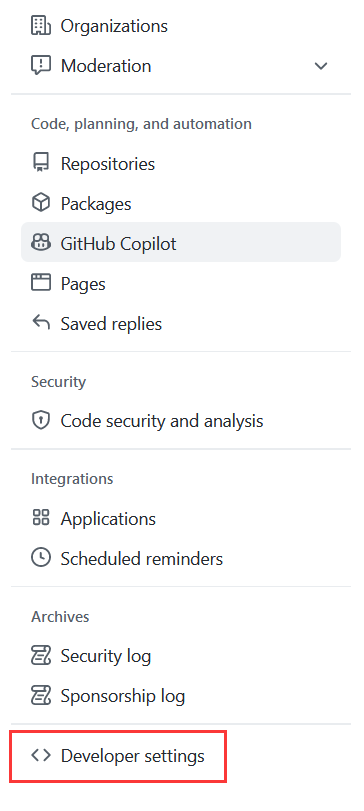 Organizations
Moderation
Code, planning, and automation
Repositories
Packages
GitHub Copilot
Pages
Saved replies
Security
Code security and analysis
Integrations
Applications
Scheduled reminders
Archives
Security log
Sponsorship log
Developer settings